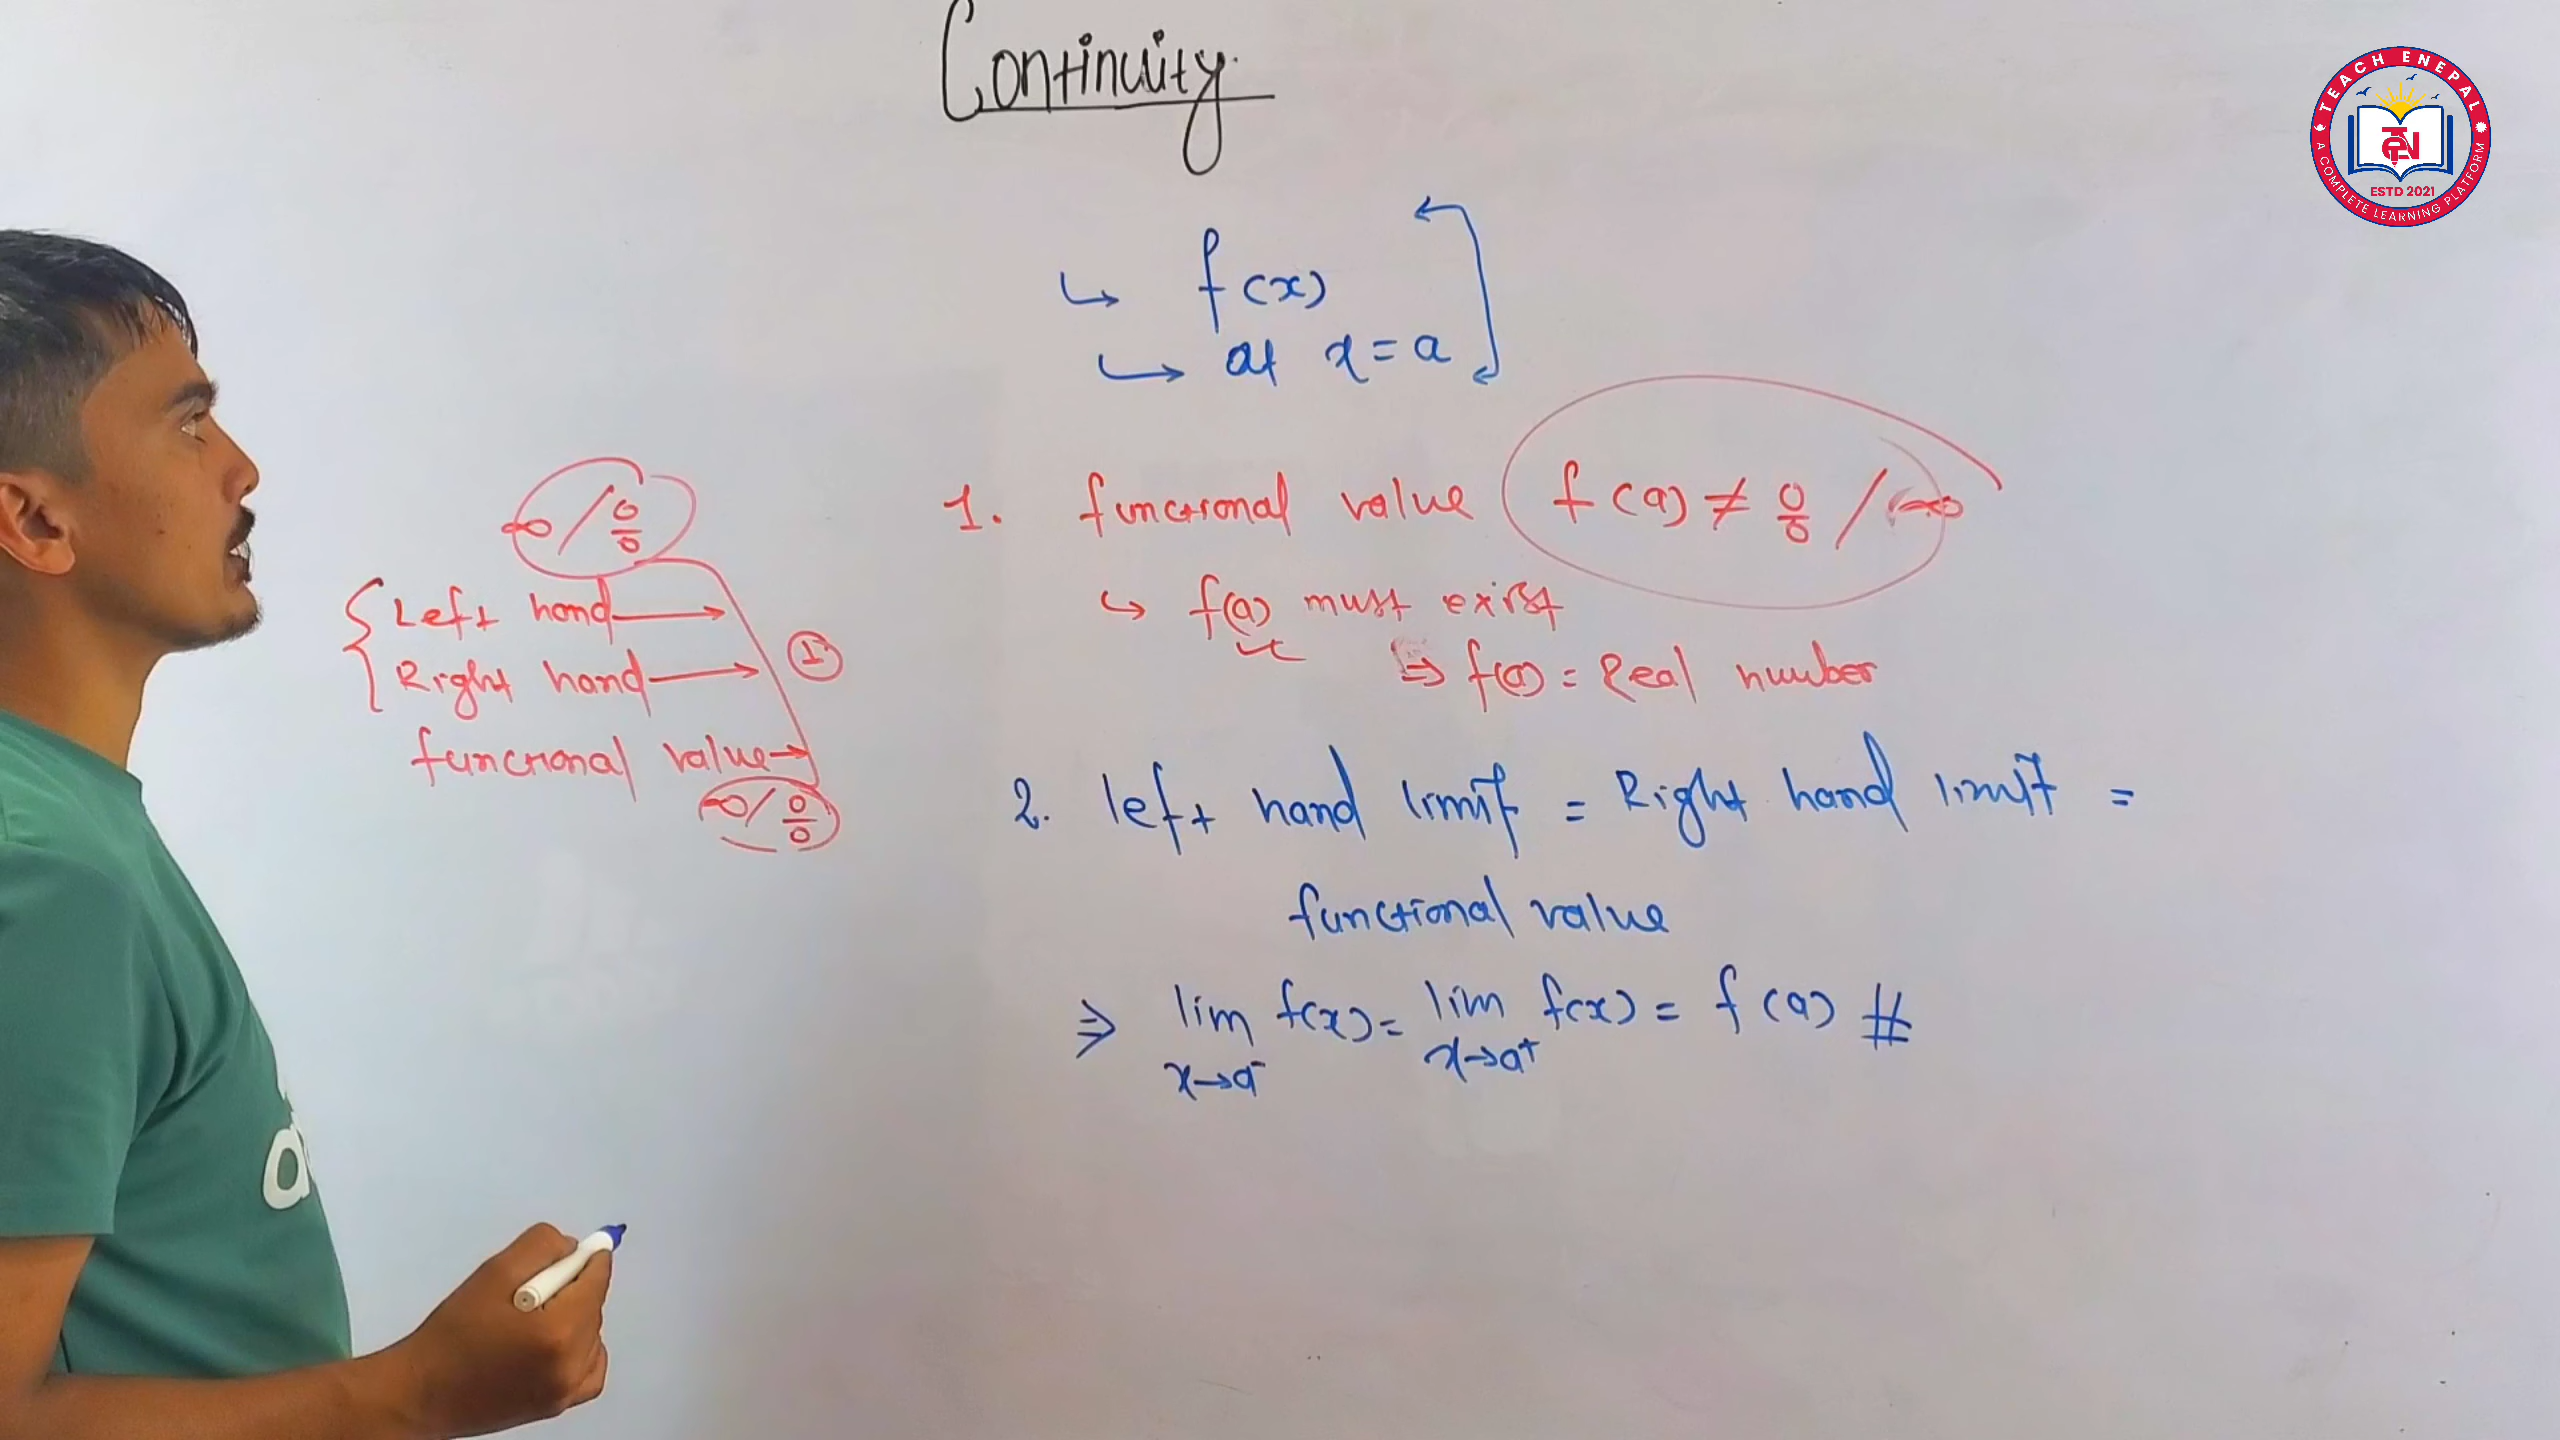 Continuity
↳ f(x)
↳ at x = a
1. functional value f(a) ≠ 0/0 / ∞
↳ f(a) must exist
⇒ f(a) = Real number
2. left hand limit = Right hand limit =
functional value
⇒ lim x→a⁻ f(x) = lim x→a⁺ f(x) = f(a) #
∞ / 0/0
Left hand →
Right hand →
functional value →
①
∞ / 0/0
TEACH ENEPAL
TEN
ESTD 2021
A COMPLETE LEARNING PLATFORM